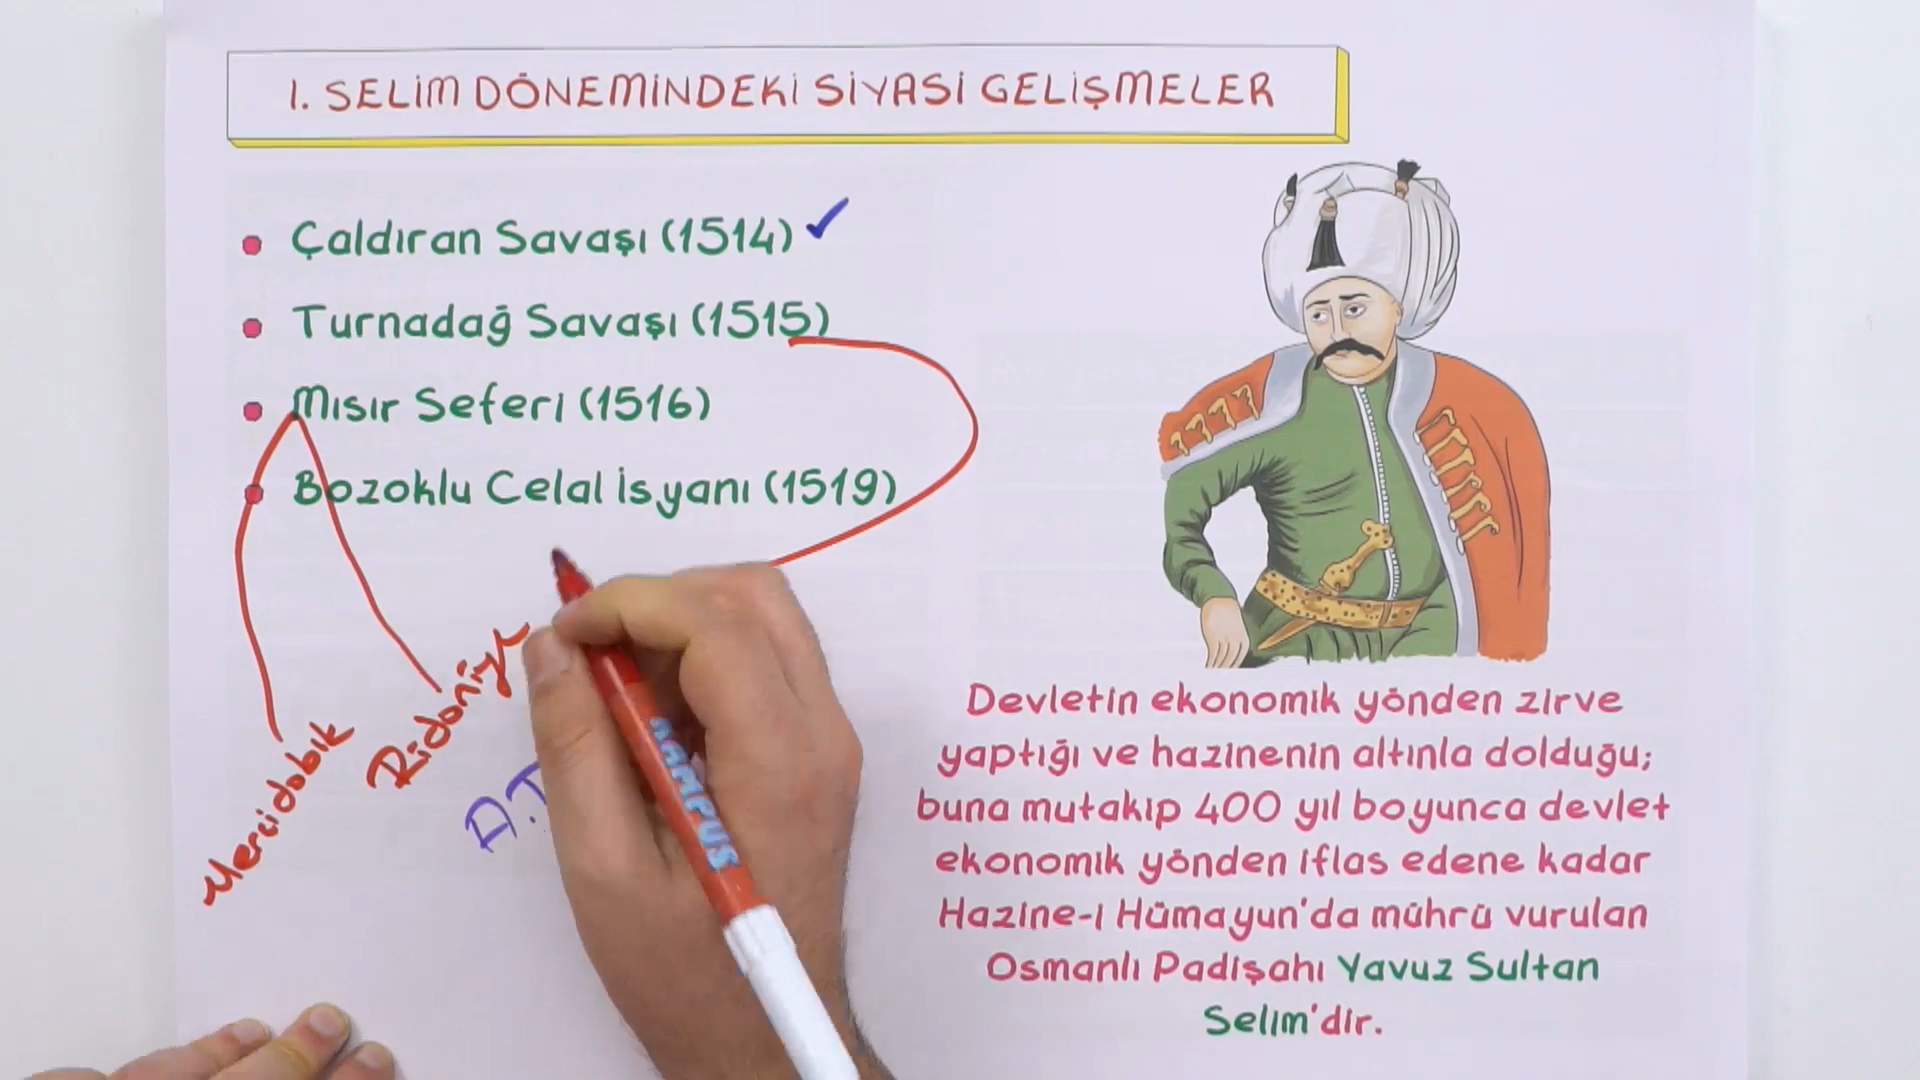 I. SELİM DÖNEMİNDEKİ SİYASİ GELİŞMELER
Çaldıran Savaşı (1514)
Turnadağ Savaşı (1515)
Mısır Seferi (1516)
Bozoklu Celal İsyanı (1519)
Mercidabık
Ridaniye
A.T
KAMPÜS
Devletin ekonomik yönden zirve
yaptığı ve hazinenin altınla dolduğu;
buna mutakip 400 yıl boyunca devlet
ekonomik yönden iflas edene kadar
Hazine-i Hümayun'da mührü vurulan
Osmanlı Padişahı Yavuz Sultan
Selim'dir.